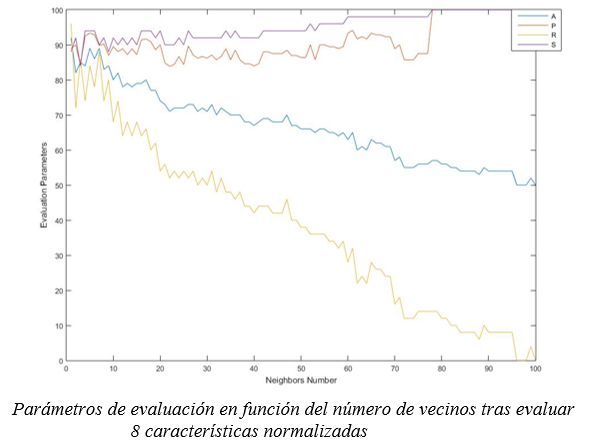 100
90
80
70
60
50
40
30
20
10
0
Evaluation Parameters
A
P
R
S
0 10 20 30 40 50 60 70 80 90 100
Neighbors Number
Parámetros de evaluación en función del número de vecinos tras evaluar
8 características normalizadas